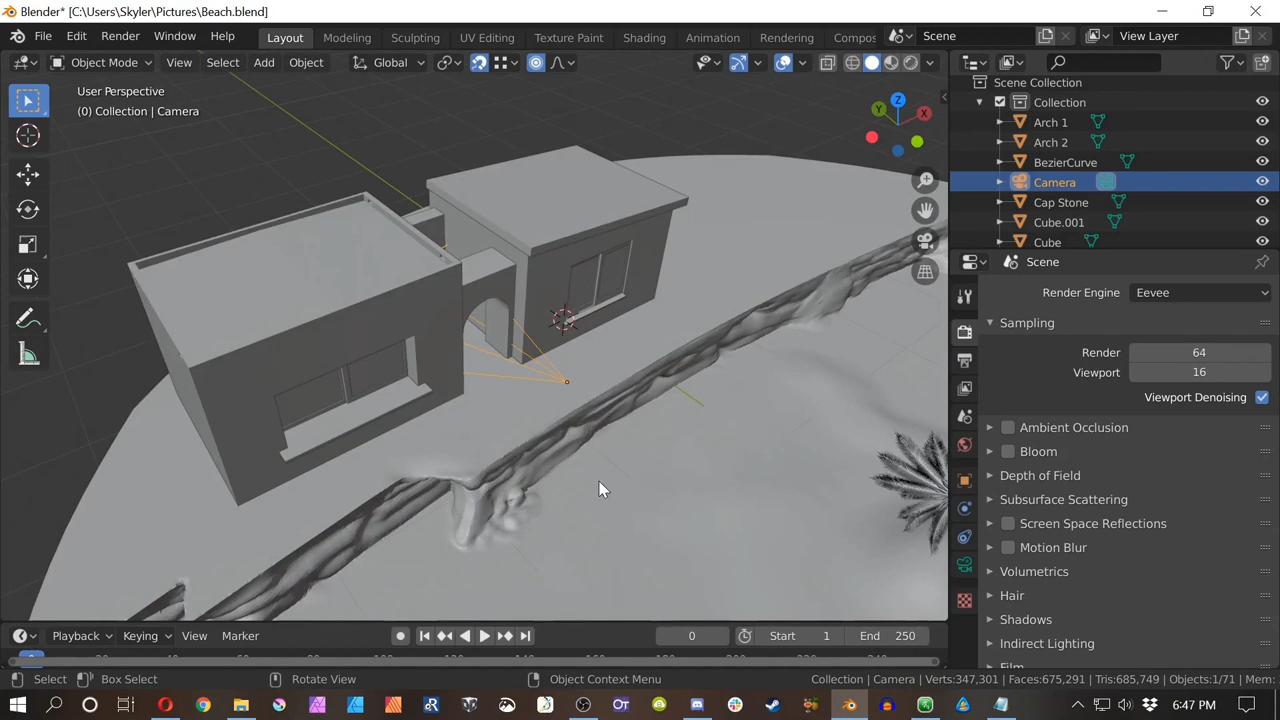 Blender* [C:\Users\Skyler\Pictures\Beach.blend]
File Edit Render Window Help Layout Modeling Sculpting UV Editing Texture Paint Shading Animation Rendering Compos Scene View Layer
Object Mode View Select Add Object Global
User Perspective
(0) Collection | Camera
Z
Y
X
Scene Collection
Collection
Arch 1
Arch 2
BezierCurve
Camera
Cap Stone
Cube.001
Cube
Scene
Render Engine Eevee
Sampling
Render 64
Viewport 16
Viewport Denoising
Ambient Occlusion
Bloom
Depth of Field
Subsurface Scattering
Screen Space Reflections
Motion Blur
Volumetrics
Hair
Shadows
Indirect Lighting
Film
Playback Keying View Marker 0 Start 1 End 250
Select Box Select Rotate View Object Context Menu Collection | Camera | Verts:347,301 | Faces:675,291 | Tris:685,749 | Objects:1/71 | Mem
6:47 PM